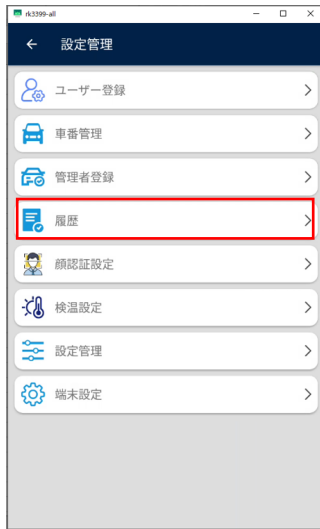 rk3399-all
設定管理
ユーザー登録
車番管理
管理者登録
履歴
顔認証設定
検温設定
設定管理
端末設定